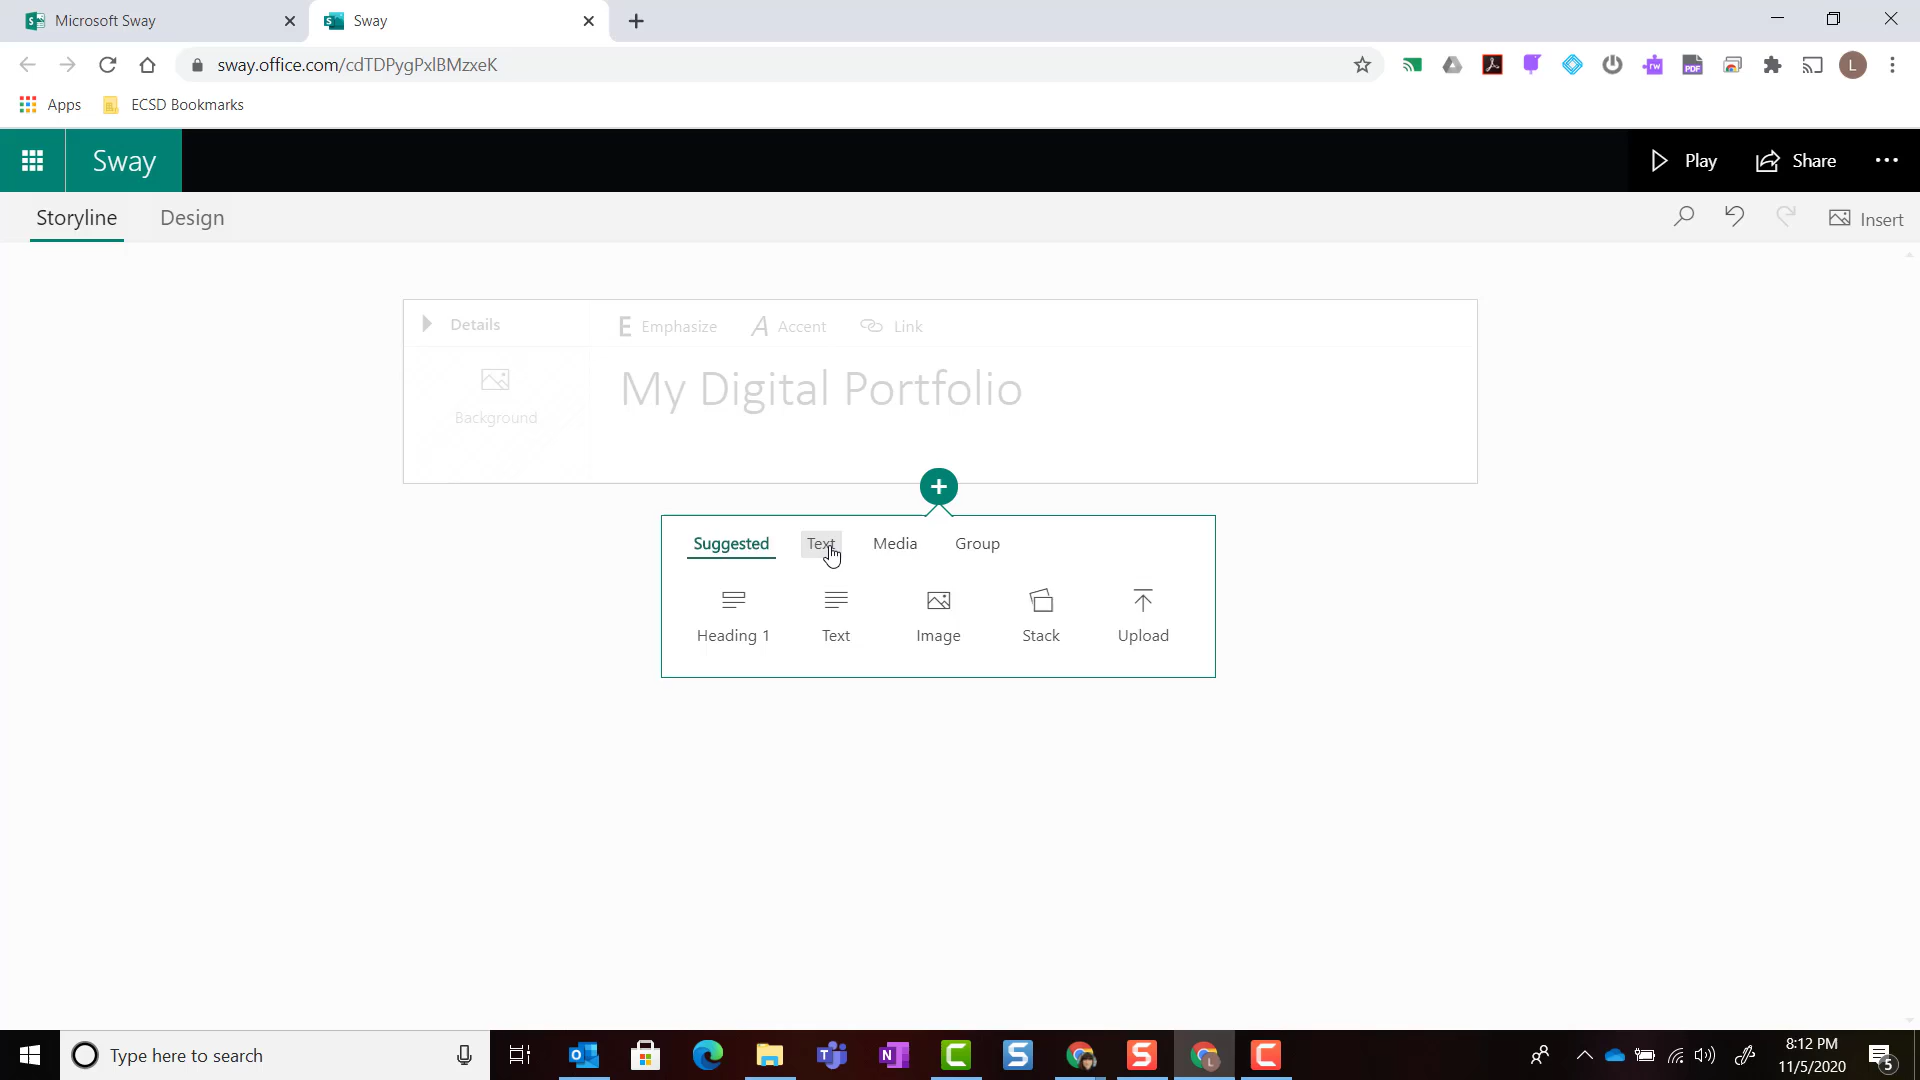 Microsoft Sway
Sway
sway.office.com/cdTDPygPxlBMzxeK
L
Apps
ECSD Bookmarks
Sway
Play
Share
Storyline
Design
Insert
Details
E Emphasize
A Accent
Link
Background
My Digital Portfolio
Suggested
Text
Media
Group
Heading 1
Text
Image
Stack
Upload
Type here to search
8:12 PM
11/5/2020
5